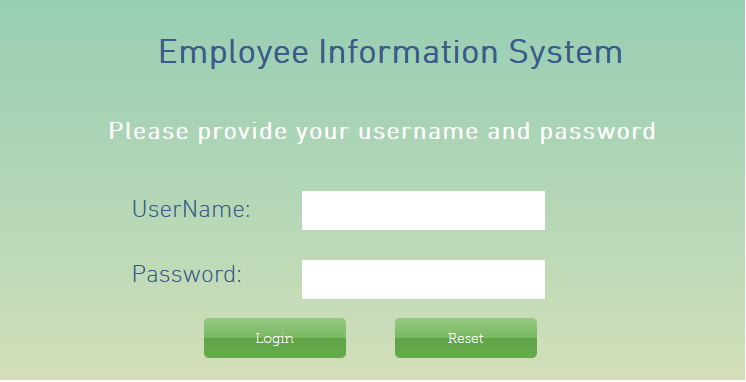 Employee Information System
Please provide your username and password
UserName:
Password:
Login Reset